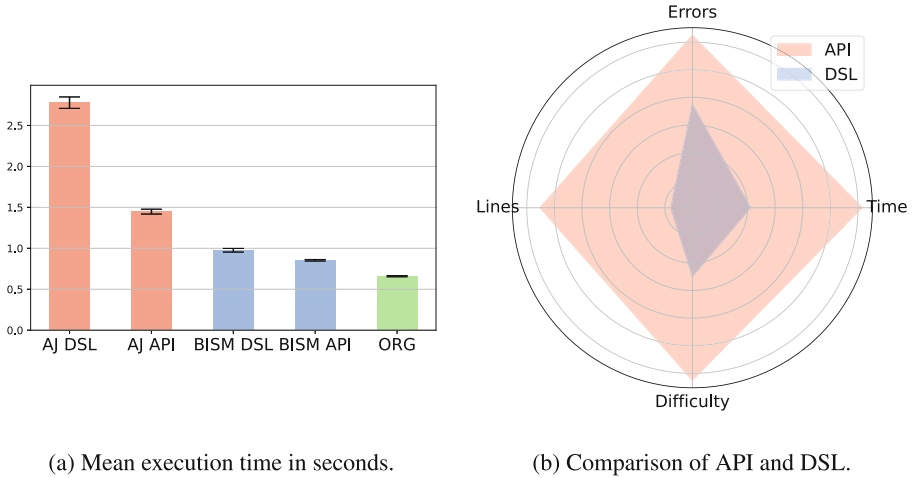 2.5
2.0
1.5
1.0
0.5
0.0
AJ DSL AJ API BISM DSL BISM API ORG
(a) Mean execution time in seconds.
Errors
API
DSL
Lines
Time
Difficulty
(b) Comparison of API and DSL.